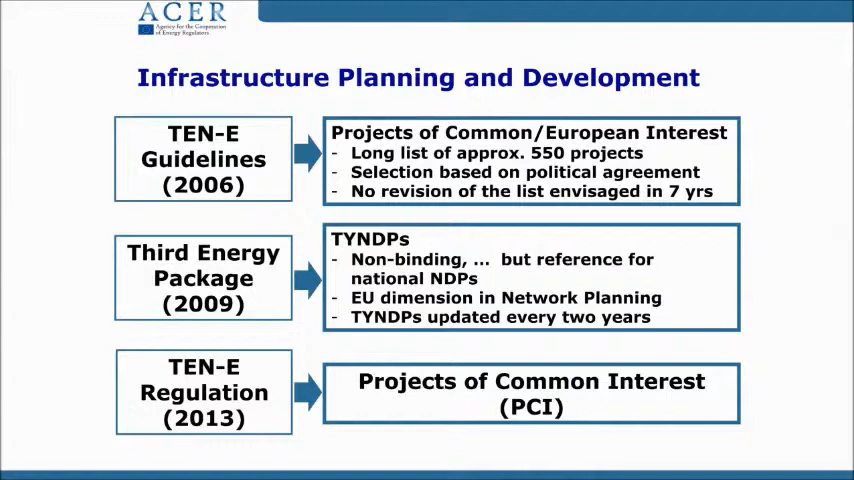 ACER
Agency for the Cooperation
of Energy Regulators
Infrastructure Planning and Development
TEN-E
Guidelines
(2006)
Projects of Common/European Interest
- Long list of approx. 550 projects
- Selection based on political agreement
- No revision of the list envisaged in 7 yrs
Third Energy
Package
(2009)
TYNDPs
- Non-binding, ... but reference for
national NDPs
- EU dimension in Network Planning
- TYNDPs updated every two years
TEN-E
Regulation
(2013)
Projects of Common Interest
(PCI)